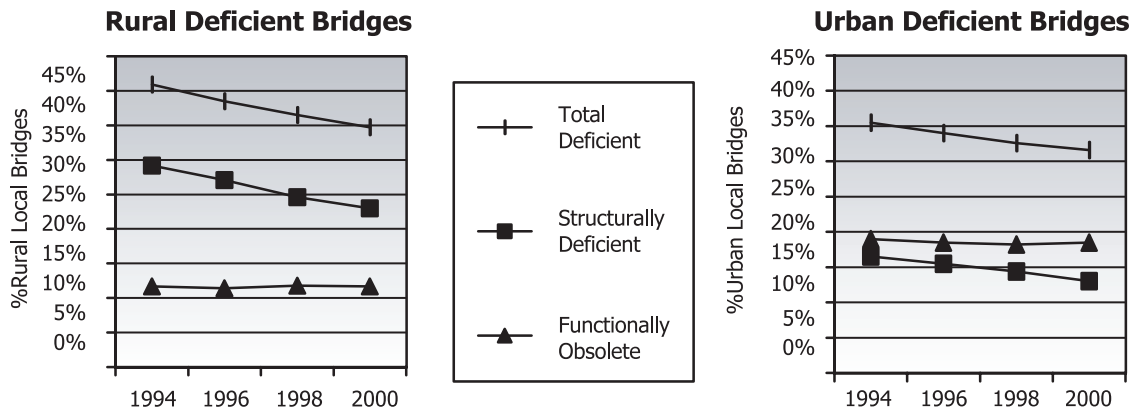 Rural Deficient Bridges
%Rural Local Bridges
45%
40%
35%
30%
25%
20%
15%
10%
5%
0%
1994 1996 1998 2000
Total
Deficient
Structurally
Deficient
Functionally
Obsolete
Urban Deficient Bridges
%Urban Local Bridges
45%
40%
35%
30%
25%
20%
15%
10%
5%
0%
1994 1996 1998 2000